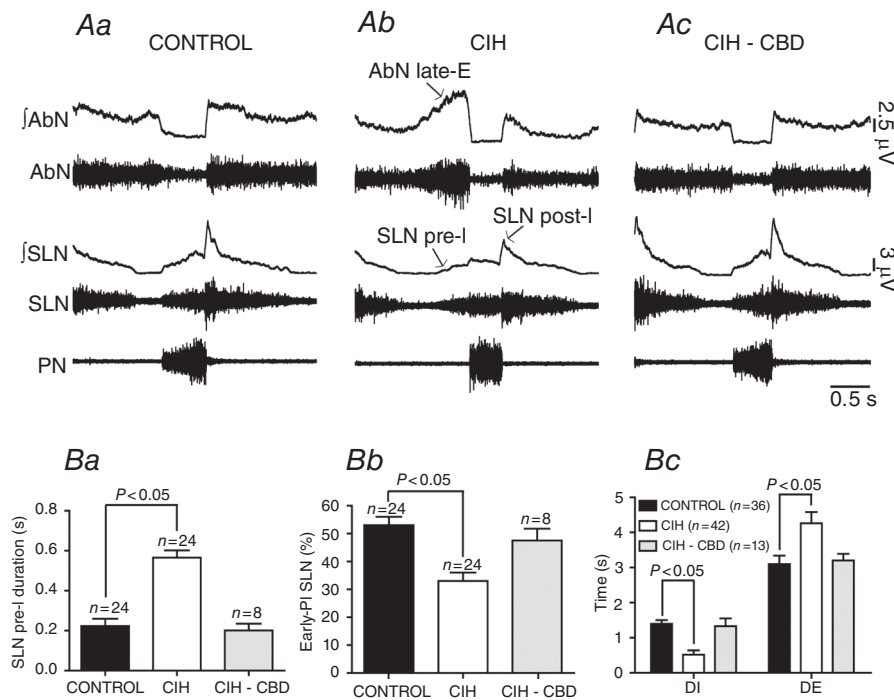 Aa
Ab
Ac
CONTROL
CIH
CIH - CBD
AbN late-E
∫AbN
2.5 µV
AbN
SLN post-I
SLN pre-I
∫SLN
3 µV
SLN
PN
0.5 s
Ba
Bb
Bc
SLN pre-I duration (s)
0.8
0.6
0.4
0.2
0.0
P<0.05
n=24
n=24
n=8
CONTROL
CIH
CIH - CBD
Early-PI SLN (%)
60
50
40
30
20
10
0
P<0.05
n=24
n=24
n=8
CONTROL
CIH
CIH - CBD
Time (s)
5
4
3
2
1
0
P<0.05
CONTROL (n=36)
CIH (n=42)
CIH - CBD (n=13)
P<0.05
DI
DE